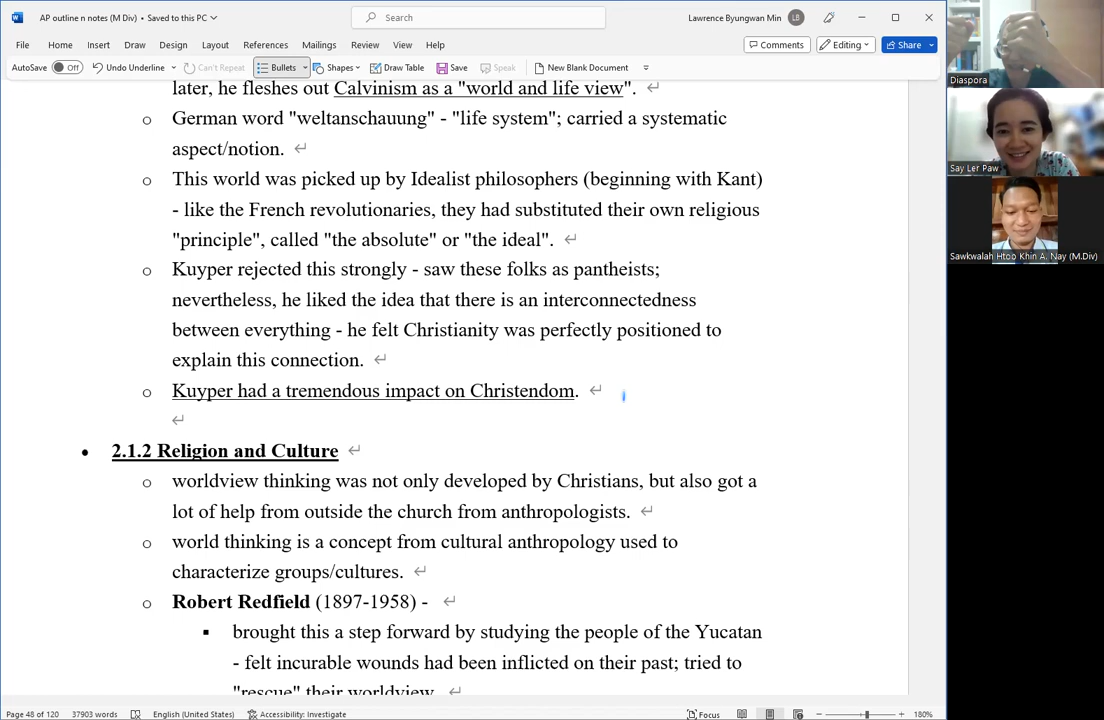 AP outline n notes (M Div) • Saved to this PC
Search
Lawrence Byungwan Min LB
File Home Insert Draw Design Layout References Mailings Review View Help
Comments Editing Share
AutoSave Off Undo Underline Can't Repeat Bullets Shapes Draw Table Save Speak New Blank Document
later, he fleshes out Calvinism as a "world and life view".
o German word "weltanschauung" - "life system"; carried a systematic
aspect/notion.
o This world was picked up by Idealist philosophers (beginning with Kant)
- like the French revolutionaries, they had substituted their own religious
"principle", called "the absolute" or "the ideal".
o Kuyper rejected this strongly - saw these folks as pantheists;
nevertheless, he liked the idea that there is an interconnectedness
between everything - he felt Christianity was perfectly positioned to
explain this connection.
o Kuyper had a tremendous impact on Christendom.
• 2.1.2 Religion and Culture
o worldview thinking was not only developed by Christians, but also got a
lot of help from outside the church from anthropologists.
o world thinking is a concept from cultural anthropology used to
characterize groups/cultures.
o Robert Redfield (1897-1958) -
▪ brought this a step forward by studying the people of the Yucatan
- felt incurable wounds had been inflicted on their past; tried to
"rescue" their worldview.
Page 48 of 120 37903 words English (United States) Accessibility: Investigate Focus 180%
Diaspora
Say Ler Paw
Sawkwalah Htoo Khin A. Nay (M.Div)